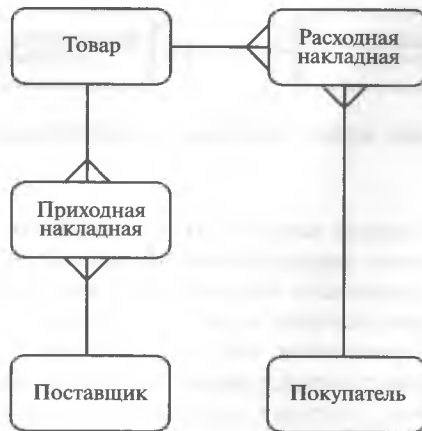 Товар
Расходная
накладная
Приходная
накладная
Поставщик
Покупатель